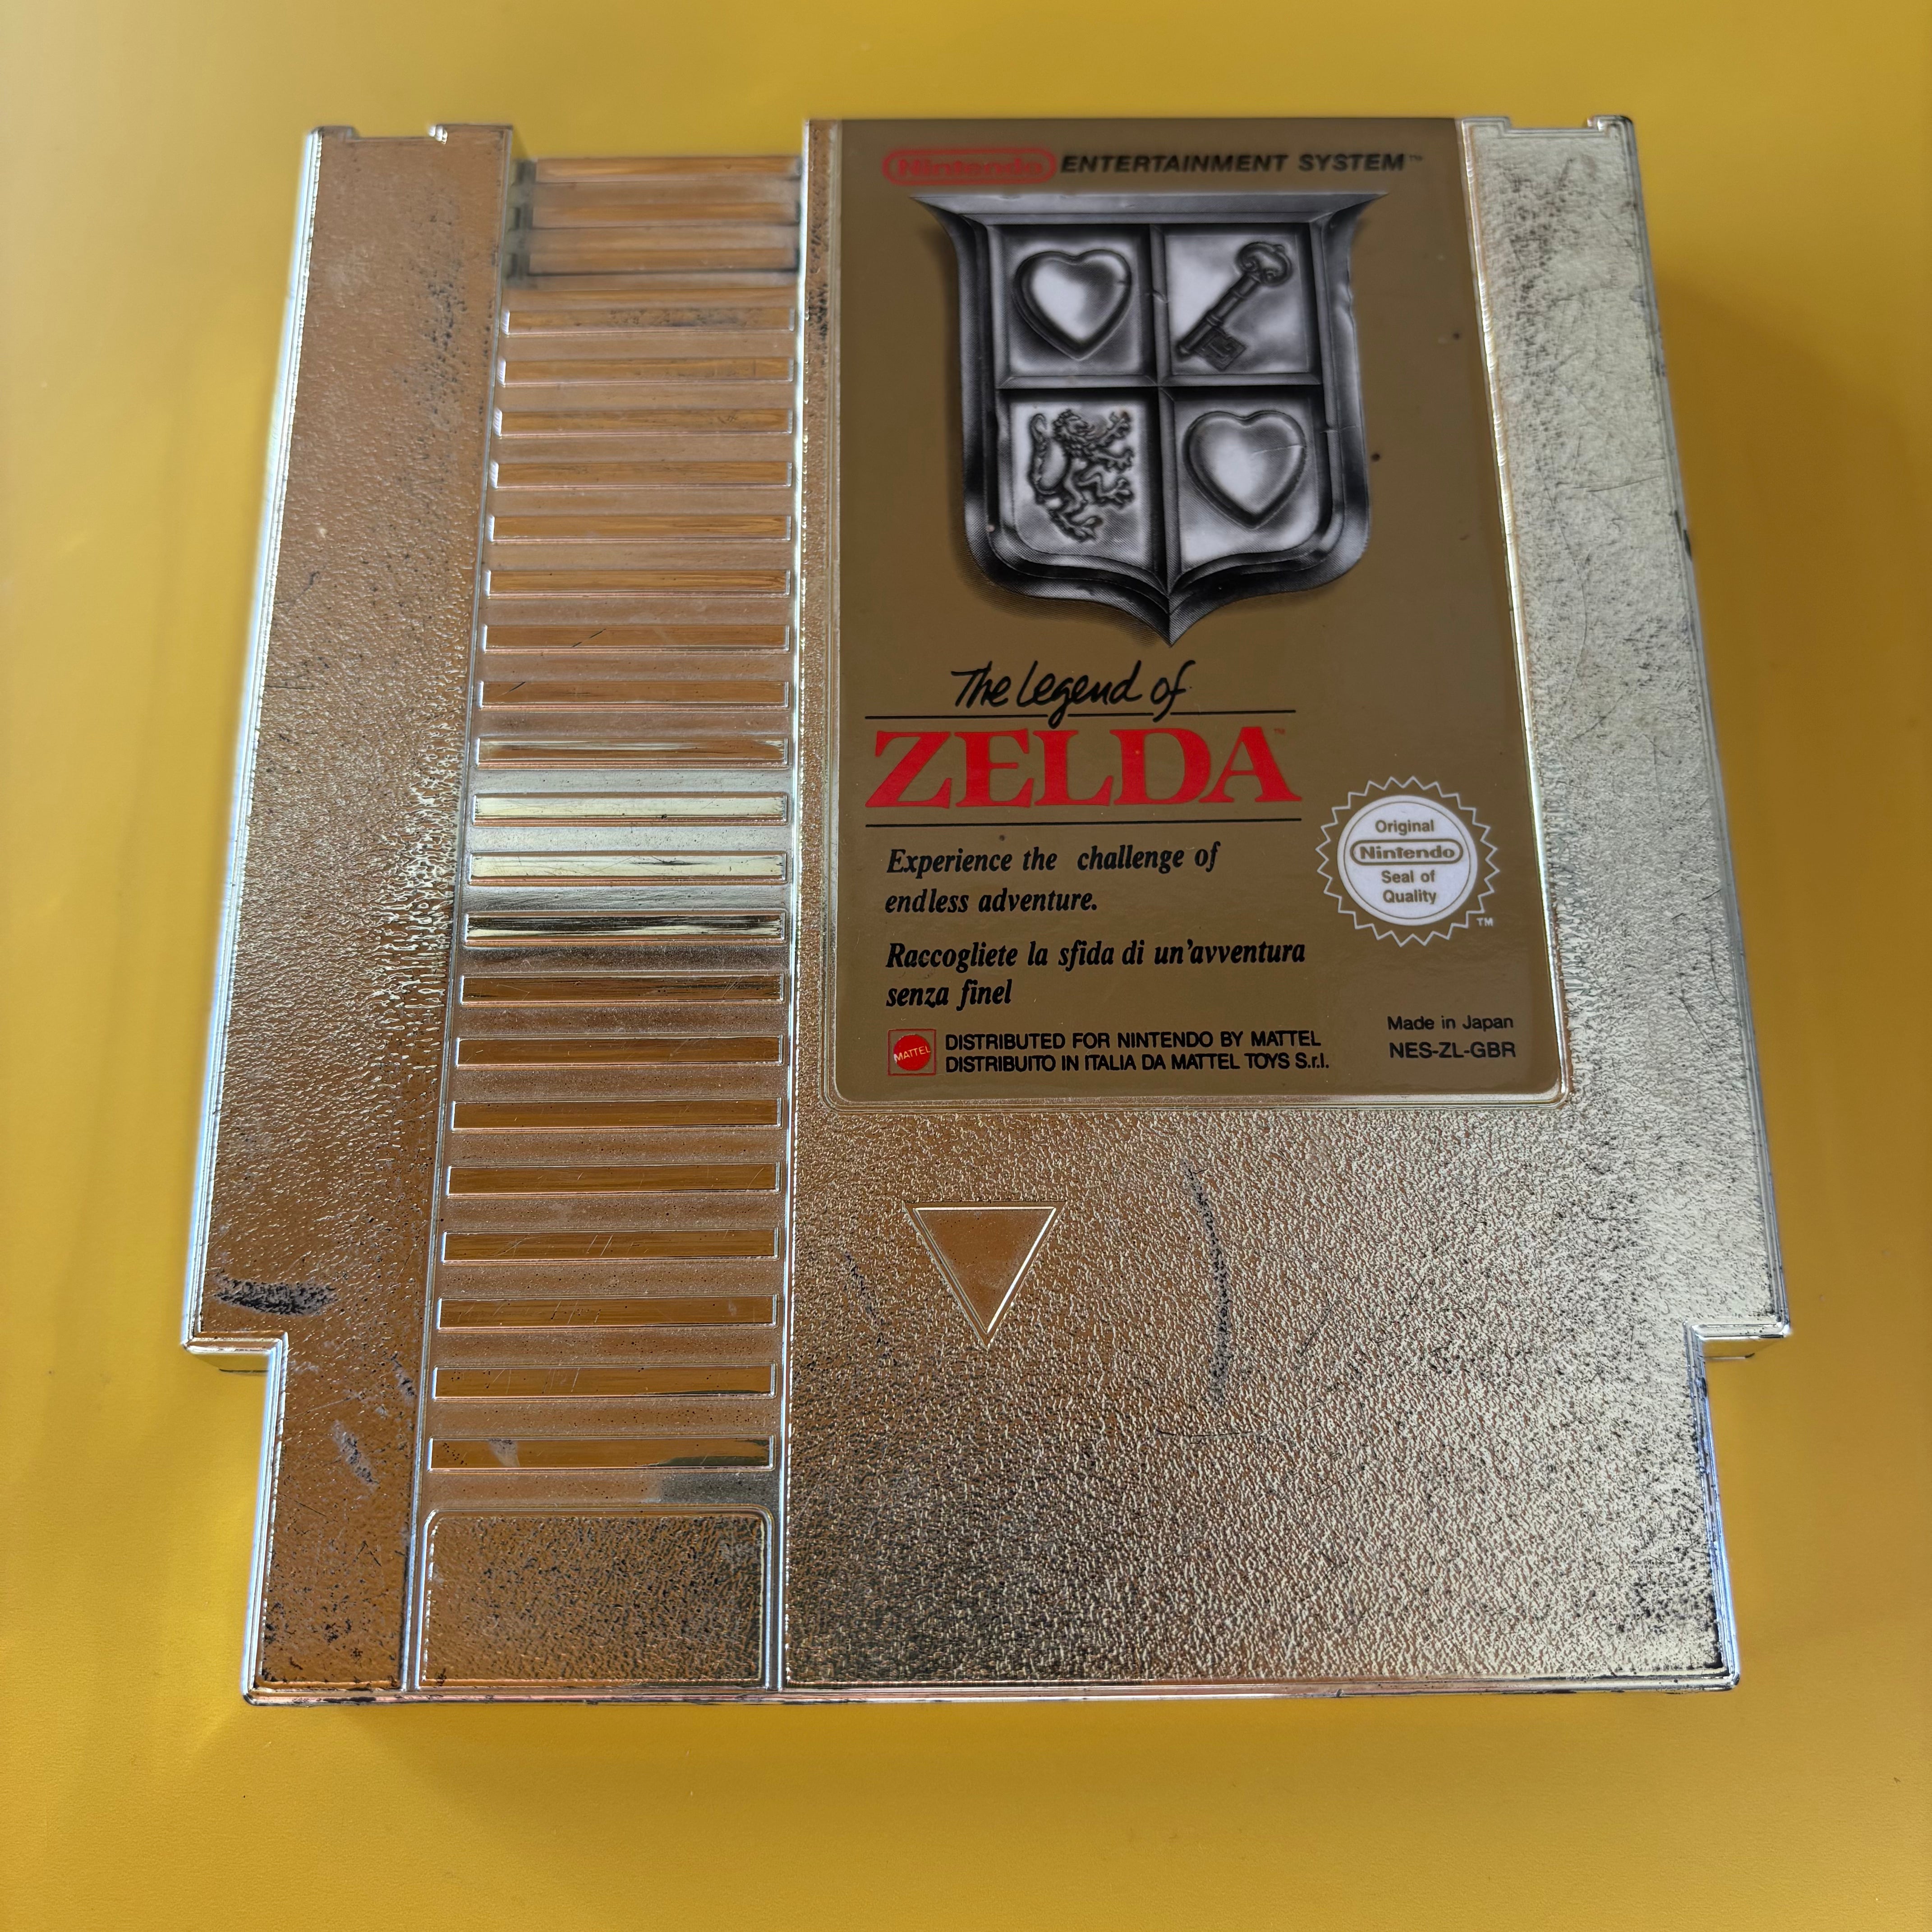 Nintendo ENTERTAINMENT SYSTEM™
The Legend of
ZELDA™
Experience the challenge of
endless adventure.
Raccogliete la sfida di un'avventura
senza finel
Original
Nintendo
Seal of
Quality
TM
MATTEL
DISTRIBUTED FOR NINTENDO BY MATTEL
DISTRIBUITO IN ITALIA DA MATTEL TOYS S.r.l.
Made in Japan
NES-ZL-GBR